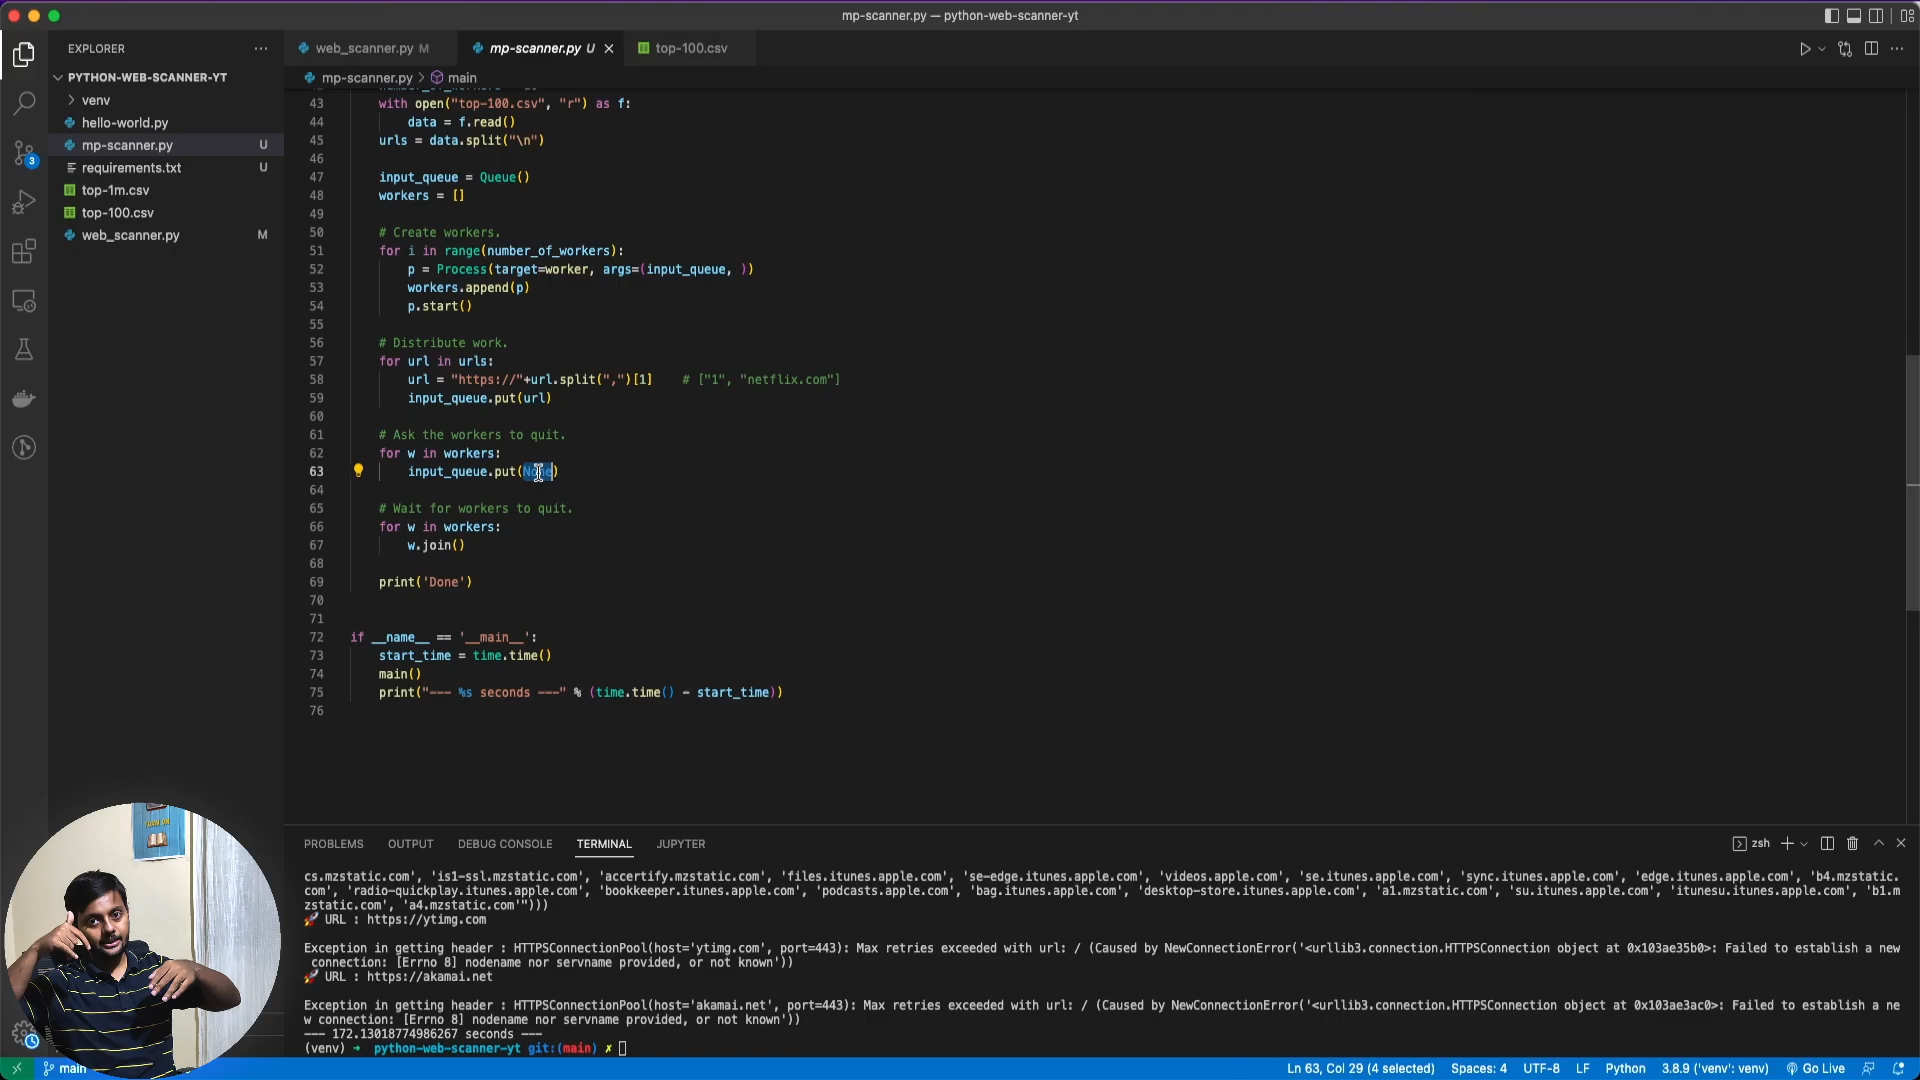 mp-scanner.py — python-web-scanner-yt
EXPLORER
PYTHON-WEB-SCANNER-YT
venv
hello-world.py
mp-scanner.py U
requirements.txt U
top-1m.csv
top-100.csv
web_scanner.py M
3
web_scanner.py M
mp-scanner.py U
top-100.csv
mp-scanner.py > main
43 with open("top-100.csv", "r") as f:
44 data = f.read()
45 urls = data.split("\n")
46
47 input_queue = Queue()
48 workers = []
49
50 # Create workers.
51 for i in range(number_of_workers):
52 p = Process(target=worker, args=(input_queue, ))
53 workers.append(p)
54 p.start()
55
56 # Distribute work.
57 for url in urls:
58 url = "https://"+url.split(",")[1] # ["1", "netflix.com"]
59 input_queue.put(url)
60
61 # Ask the workers to quit.
62 for w in workers:
63 input_queue.put(None)
64
65 # Wait for workers to quit.
66 for w in workers:
67 w.join()
68
69 print('Done')
70
71
72 if __name__ == '__main__':
73 start_time = time.time()
74 main()
75 print("--- %s seconds ---" % (time.time() - start_time))
76
PROBLEMS OUTPUT DEBUG CONSOLE TERMINAL JUPYTER
zsh
cs.mzstatic.com', 'is1-ssl.mzstatic.com', 'accertify.mzstatic.com', 'files.itunes.apple.com', 'se-edge.itunes.apple.com', 'videos.apple.com', 'se.itunes.apple.com', 'sync.itunes.apple.com', 'edge.itunes.apple.com', 'b4.mzstatic.
com', 'radio-quickplay.itunes.apple.com', 'bookkeeper.itunes.apple.com', 'podcasts.apple.com', 'bag.itunes.apple.com', 'desktop-store.itunes.apple.com', 'a1.mzstatic.com', 'su.itunes.apple.com', 'itunesu.itunes.apple.com', 'b1.m
zstatic.com', 'a4.mzstatic.com'")))
🚀 URL : https://ytimg.com
Exception in getting header : HTTPSConnectionPool(host='ytimg.com', port=443): Max retries exceeded with url: / (Caused by NewConnectionError('<urllib3.connection.HTTPSConnection object at 0x103ae35b0>: Failed to establish a new
connection: [Errno 8] nodename nor servname provided, or not known'))
🚀 URL : https://akamai.net
Exception in getting header : HTTPSConnectionPool(host='akamai.net', port=443): Max retries exceeded with url: / (Caused by NewConnectionError('<urllib3.connection.HTTPSConnection object at 0x103ae3ac0>: Failed to establish a ne
w connection: [Errno 8] nodename nor servname provided, or not known'))
--- 172.13018774986267 seconds ---
(venv) → python-web-scanner-yt git:(main) ✗
main
Ln 63, Col 29 (4 selected) Spaces: 4 UTF-8 LF Python 3.8.9 ('venv': venv) Go Live